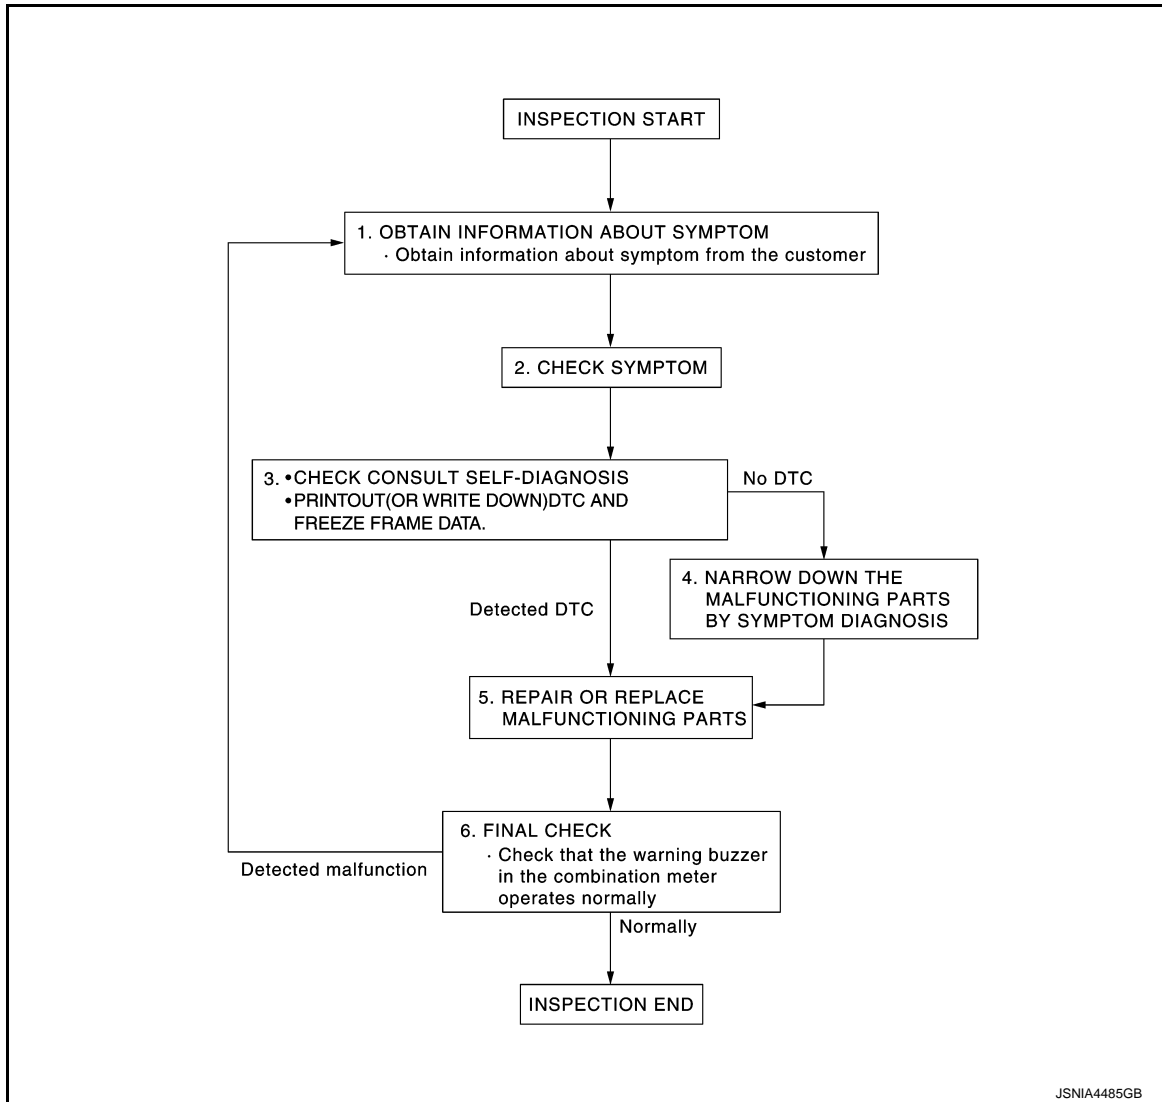 INSPECTION START
1. OBTAIN INFORMATION ABOUT SYMPTOM
· Obtain information about symptom from the customer
2. CHECK SYMPTOM
3. •CHECK CONSULT SELF-DIAGNOSIS
•PRINTOUT(OR WRITE DOWN)DTC AND
FREEZE FRAME DATA.
No DTC
4. NARROW DOWN THE
MALFUNCTIONING PARTS
BY SYMPTOM DIAGNOSIS
Detected DTC
5. REPAIR OR REPLACE
MALFUNCTIONING PARTS
6. FINAL CHECK
· Check that the warning buzzer
in the combination meter
operates normally
Detected malfunction
Normally
INSPECTION END
JSNIA4485GB